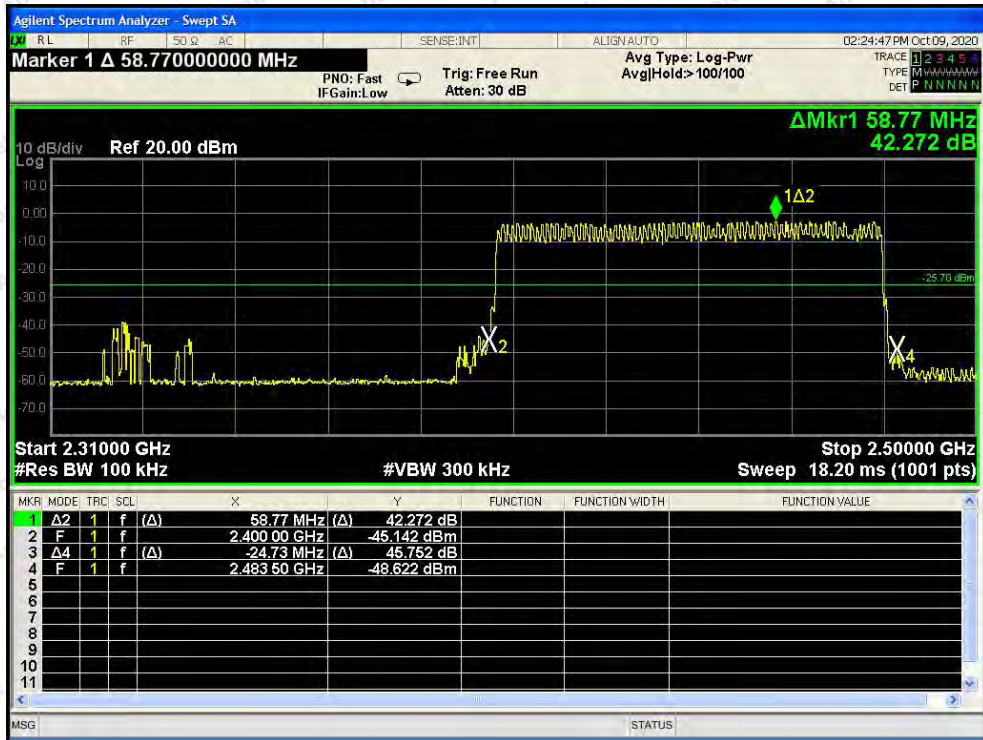 Agilent Spectrum Analyzer - Swept SA
LXI RL RF 50 Ω AC SENSE:INT ALIGN AUTO 02:24:47 PM Oct 09, 2020
Marker 1 Δ 58.770000000 MHz
PNO: Fast
IFGain:Low
Trig: Free Run
Atten: 30 dB
Avg Type: Log-Pwr
Avg|Hold:> 100/100
TRACE 1 2 3 4 5 6
TYPE M
DET P N N N N N
ΔMkr1 58.77 MHz
42.272 dB
10 dB/div Ref 20.00 dBm
Log
10.0
0.00
-10.0
-20.0
-30.0
-40.0
-50.0
-60.0
-70.0
1Δ2
-25.70 dBm
2
4
Start 2.31000 GHz Stop 2.50000 GHz
#Res BW 100 kHz #VBW 300 kHz Sweep 18.20 ms (1001 pts)
MKR MODE TRC SCL X Y FUNCTION FUNCTION WIDTH FUNCTION VALUE
1 Δ2 1 f (Δ) 58.77 MHz (Δ) 42.272 dB
2 F 1 f 2.400 00 GHz -45.142 dBm
3 Δ4 1 f (Δ) -24.73 MHz (Δ) 45.752 dB
4 F 1 f 2.483 50 GHz -48.622 dBm
5
6
7
8
9
10
11
MSG STATUS